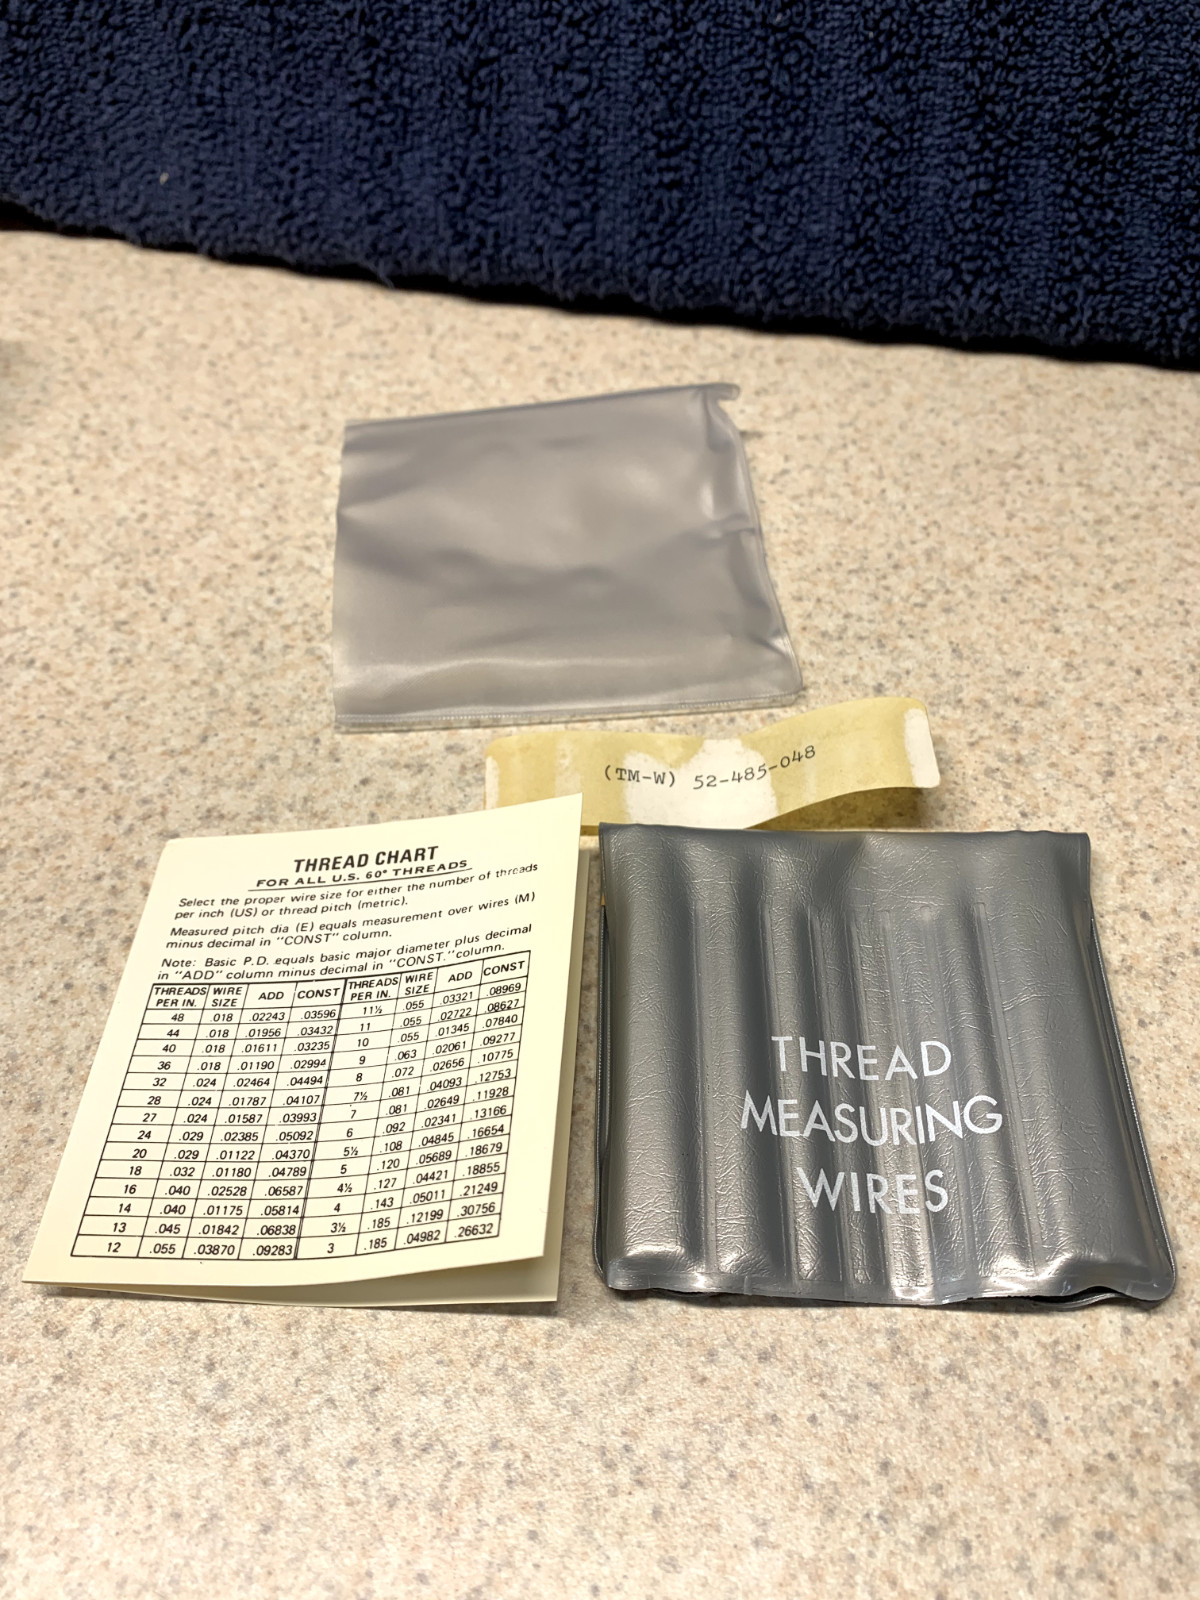 (TM-W) 52-485-048
THREAD CHART
FOR ALL U.S. 60° THREADS
Select the proper wire size for either the number of threads
per inch (US) or thread pitch (metric).
Measured pitch dia (E) equals measurement over wires (M)
minus decimal in "CONST" column.
Note: Basic P.D. equals basic major diameter plus decimal
in "ADD" column minus decimal in "CONST." column.
THREADS PER IN. WIRE SIZE ADD CONST THREADS PER IN. WIRE SIZE ADD CONST
48 .018 .02243 .03596 11½ .055 .03321 .08969
44 .018 .01956 .03432 11 .055 .02722 .08627
40 .018 .01611 .03235 10 .055 .01345 .07840
36 .018 .01190 .02994 9 .063 .02061 .09277
32 .024 .02464 .04494 8 .072 .02656 .10775
28 .024 .01787 .04107 7½ .081 .04093 .12753
27 .024 .01587 .03993 7 .081 .02649 .11928
24 .029 .02385 .05092 6 .092 .02341 .13166
20 .029 .01122 .04370 5½ .108 .04845 .16654
18 .032 .01180 .04789 5 .120 .05689 .18679
16 .040 .02528 .06587 4½ .127 .04421 .18855
14 .040 .01175 .05814 4 .143 .05011 .21249
13 .045 .01842 .06838 3½ .185 .12199 .30756
12 .055 .03870 .09283 3 .185 .04982 .26632
THREAD
MEASURING
WIRES